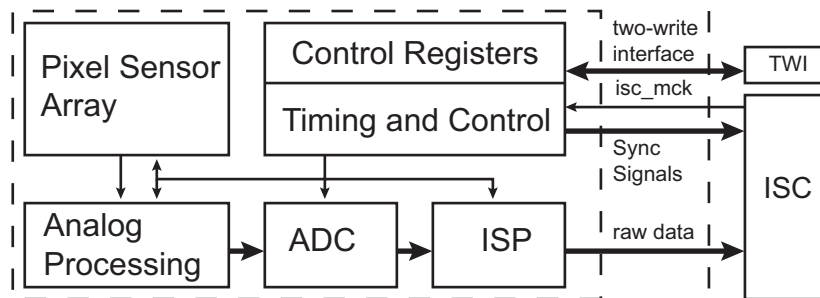 Pixel Sensor
Array
Control Registers
Timing and Control
two-write
interface
TWI
isc_mck
Sync
Signals
ISC
Analog
Processing
ADC
ISP
raw data